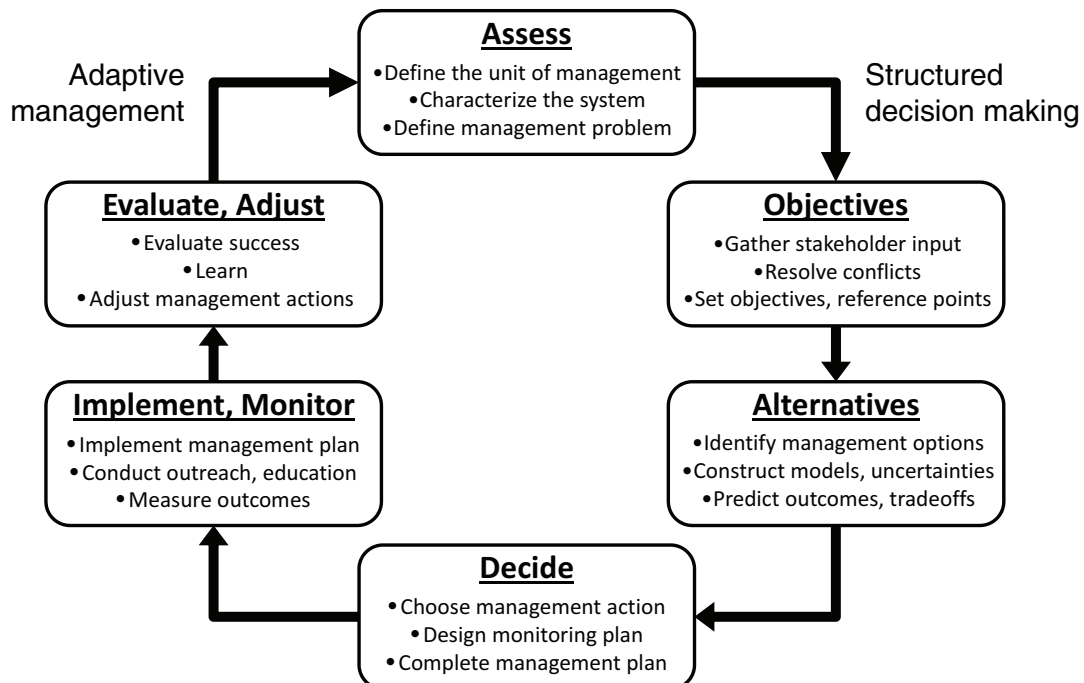 Assess
•Define the unit of management
•Characterize the system
•Define management problem
Adaptive
management
Structured
decision making
Objectives
•Gather stakeholder input
•Resolve conflicts
•Set objectives, reference points
Alternatives
•Identify management options
•Construct models, uncertainties
•Predict outcomes, tradeoffs
Decide
•Choose management action
•Design monitoring plan
•Complete management plan
Implement, Monitor
•Implement management plan
•Conduct outreach, education
•Measure outcomes
Evaluate, Adjust
•Evaluate success
•Learn
•Adjust management actions